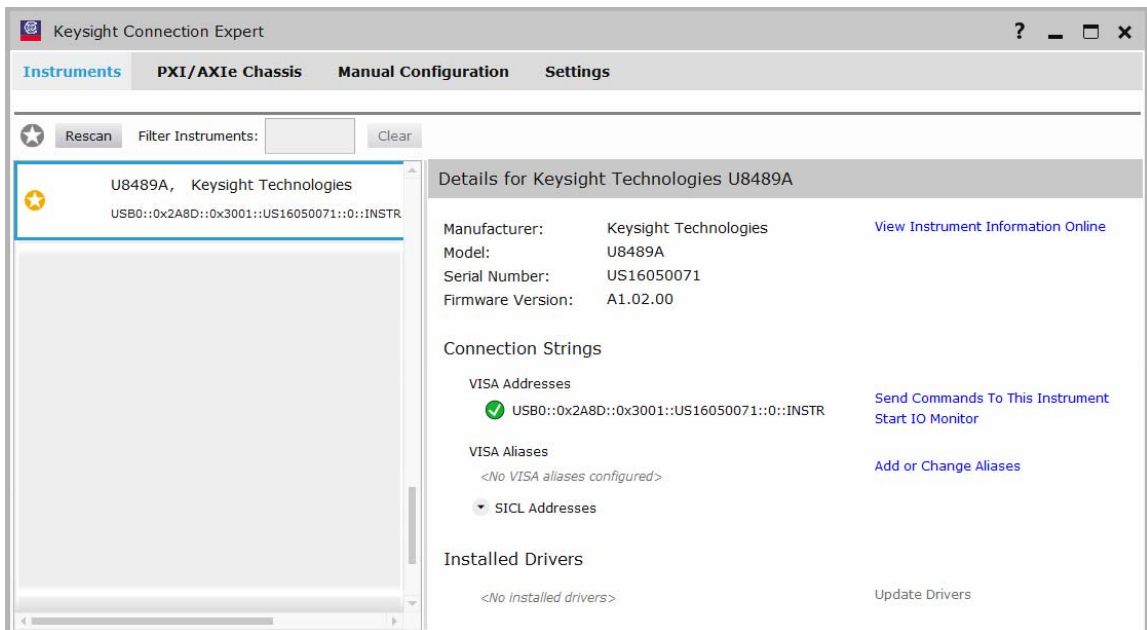 Keysight Connection Expert
?
Instruments PXI/AXIe Chassis Manual Configuration Settings
Rescan Filter Instruments: Clear
U8489A, Keysight Technologies
USB0::0x2A8D::0x3001::US16050071::0::INSTR
Details for Keysight Technologies U8489A
Manufacturer: Keysight Technologies View Instrument Information Online
Model: U8489A
Serial Number: US16050071
Firmware Version: A1.02.00
Connection Strings
VISA Addresses
USB0::0x2A8D::0x3001::US16050071::0::INSTR
Send Commands To This Instrument
Start IO Monitor
VISA Aliases
<No VISA aliases configured>
Add or Change Aliases
SICL Addresses
Installed Drivers
<No installed drivers> Update Drivers